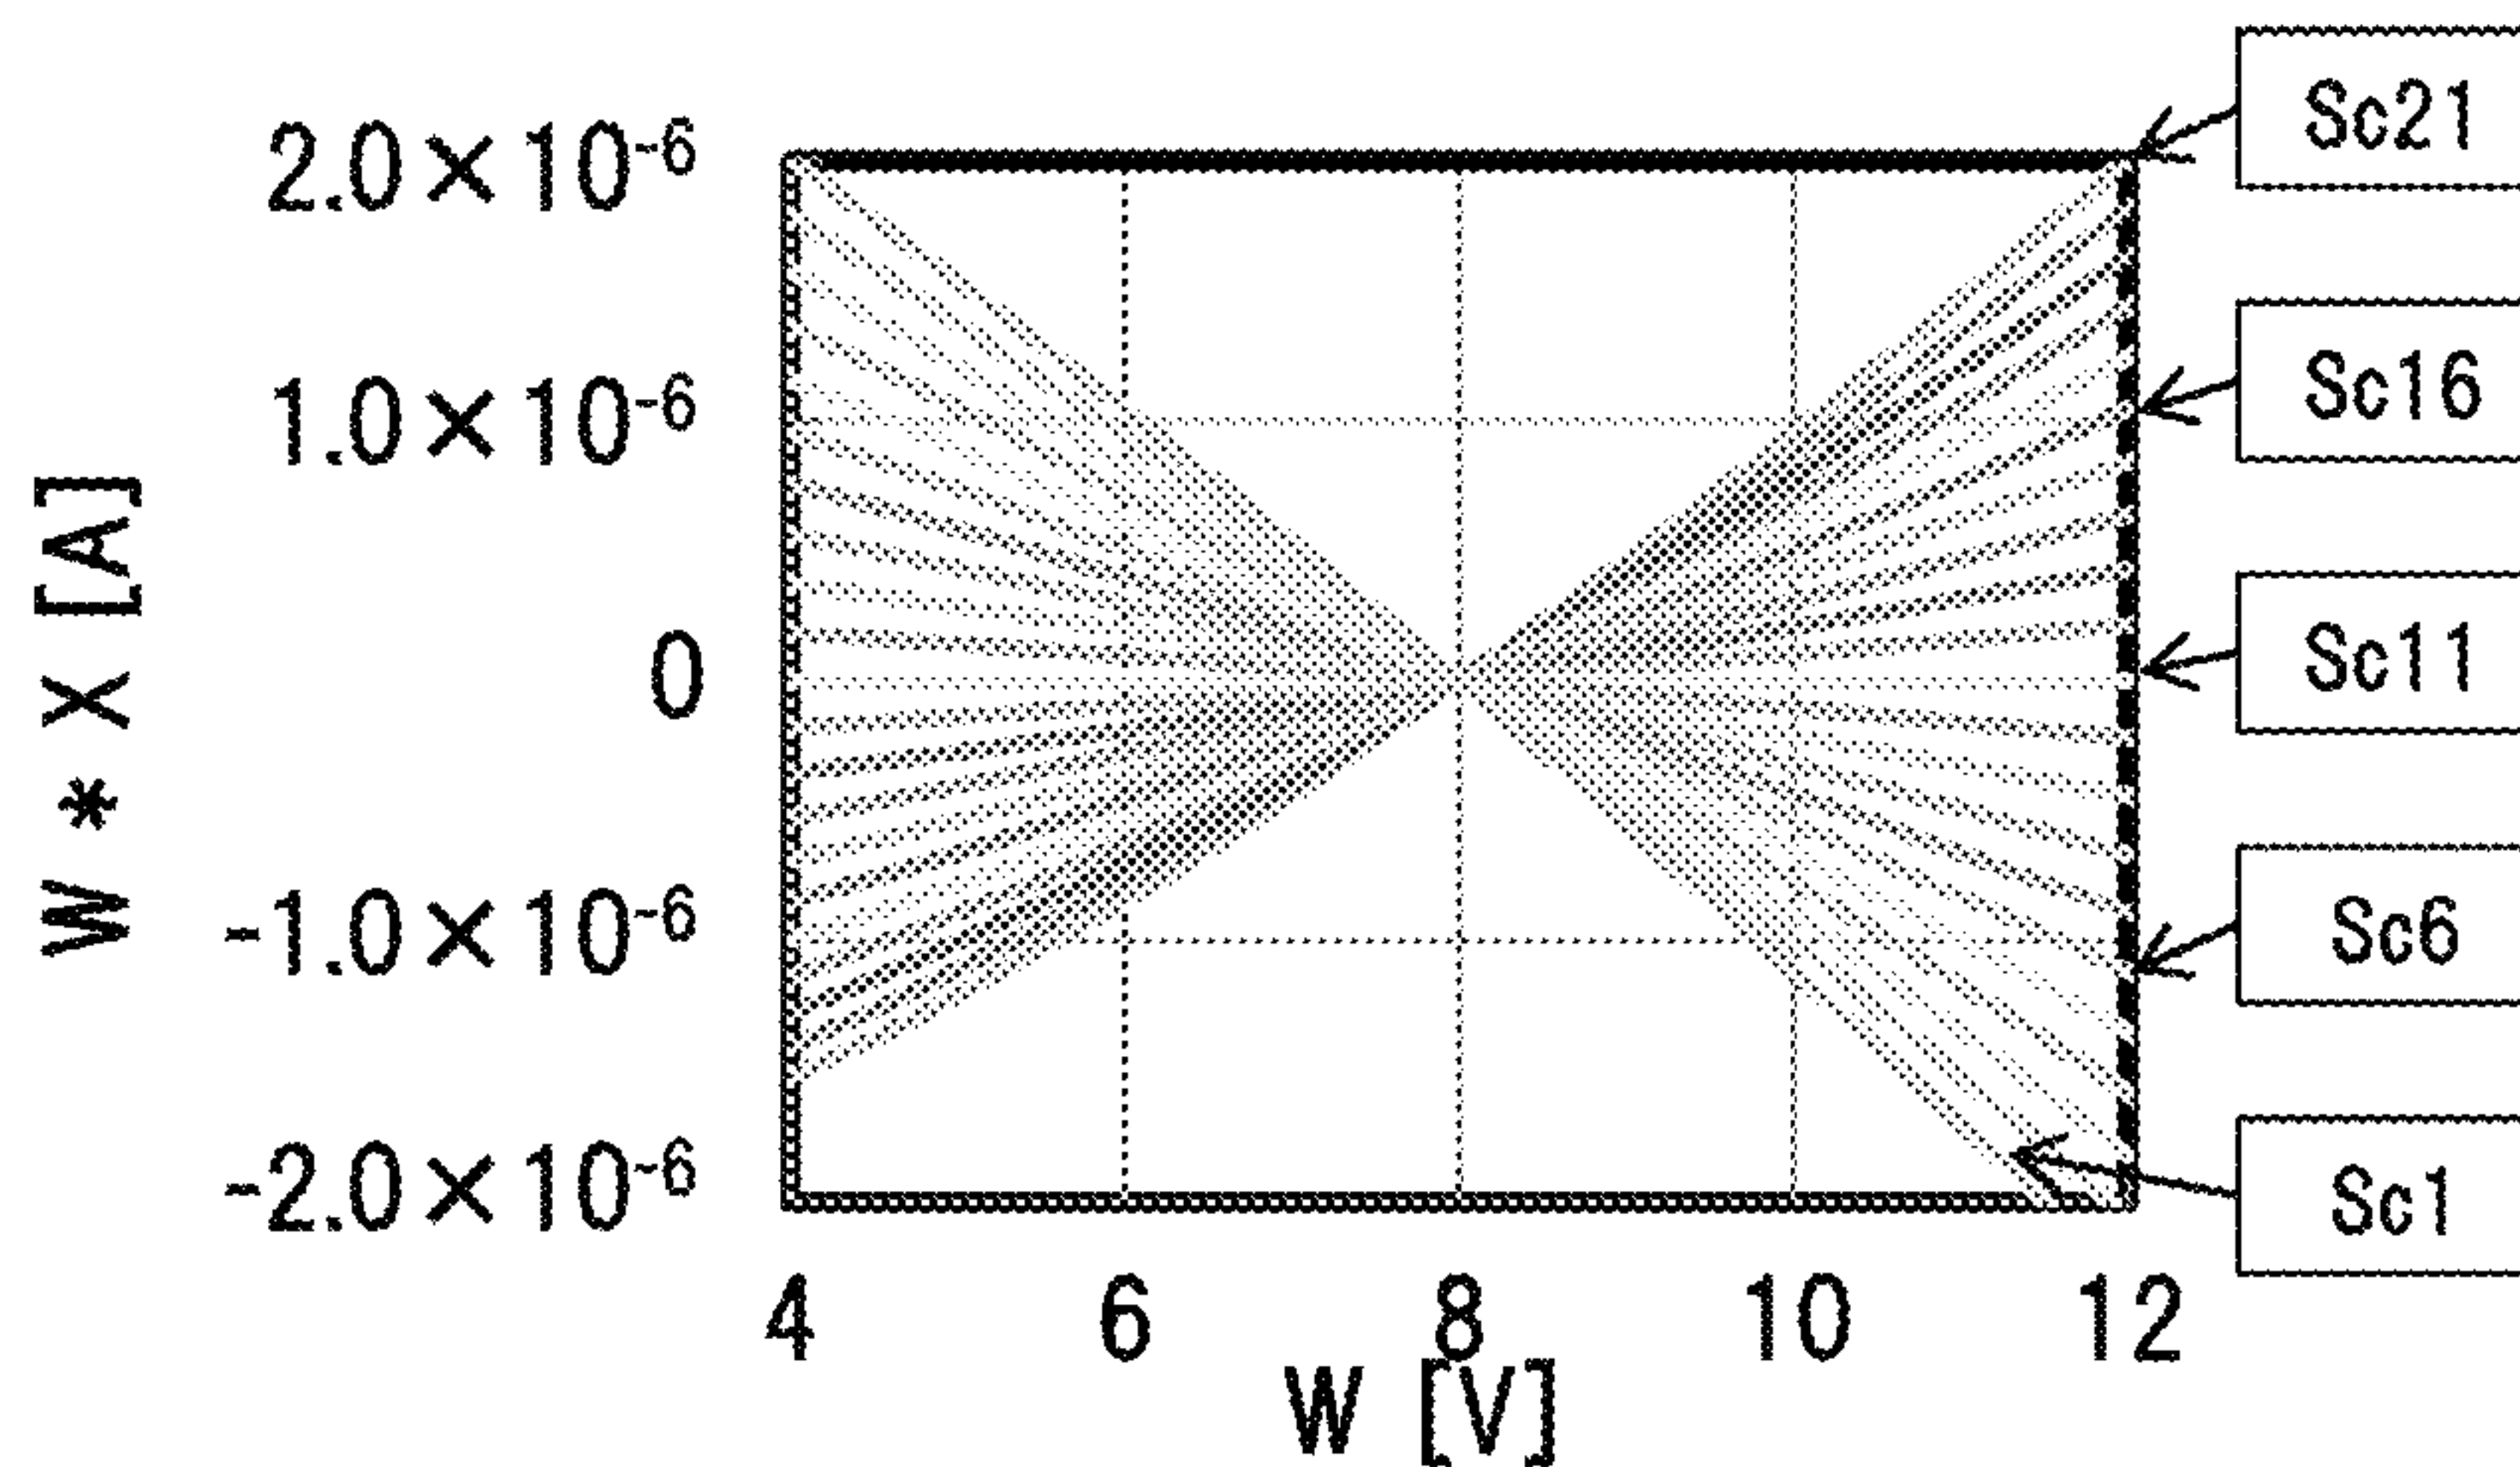 2.0×10⁻⁶
1.0×10⁻⁶
0
-1.0×10⁻⁶
-2.0×10⁻⁶
W * X [A]
4 6 8 10 12
W [V]
Sc21
Sc16
Sc11
Sc6
Sc1